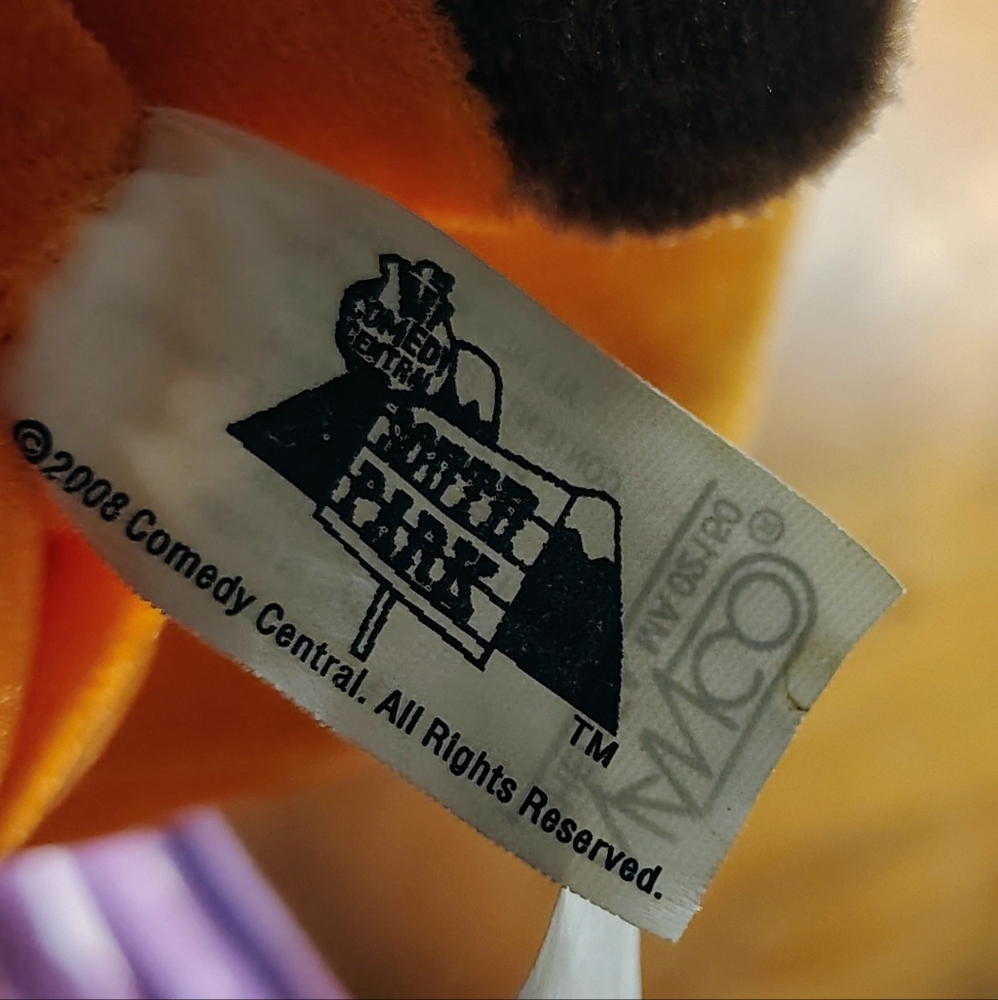 COMEDY
CENTRAL
SOUTH
PARK
TM
©2008 Comedy Central. All Rights Reserved.